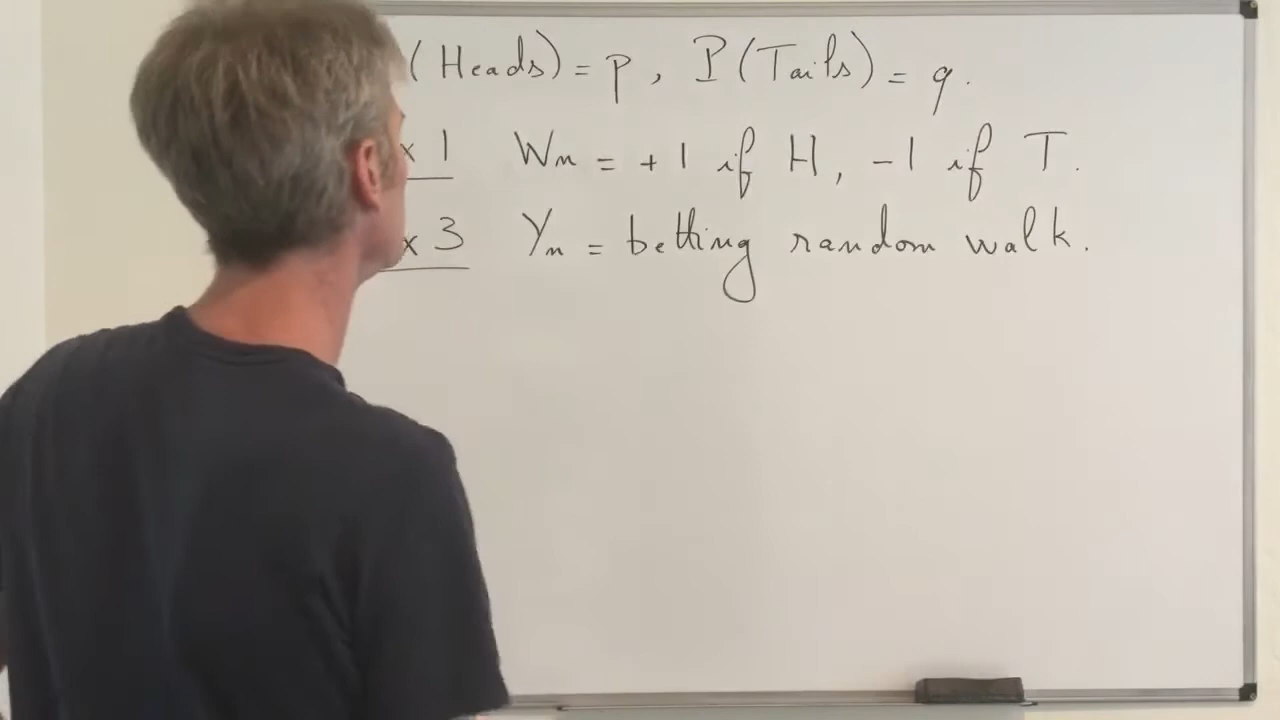 (Heads) = p, P(Tails) = q.
x 1 Wn = +1 if H, -1 if T.
x 3 Yn = betting random walk.